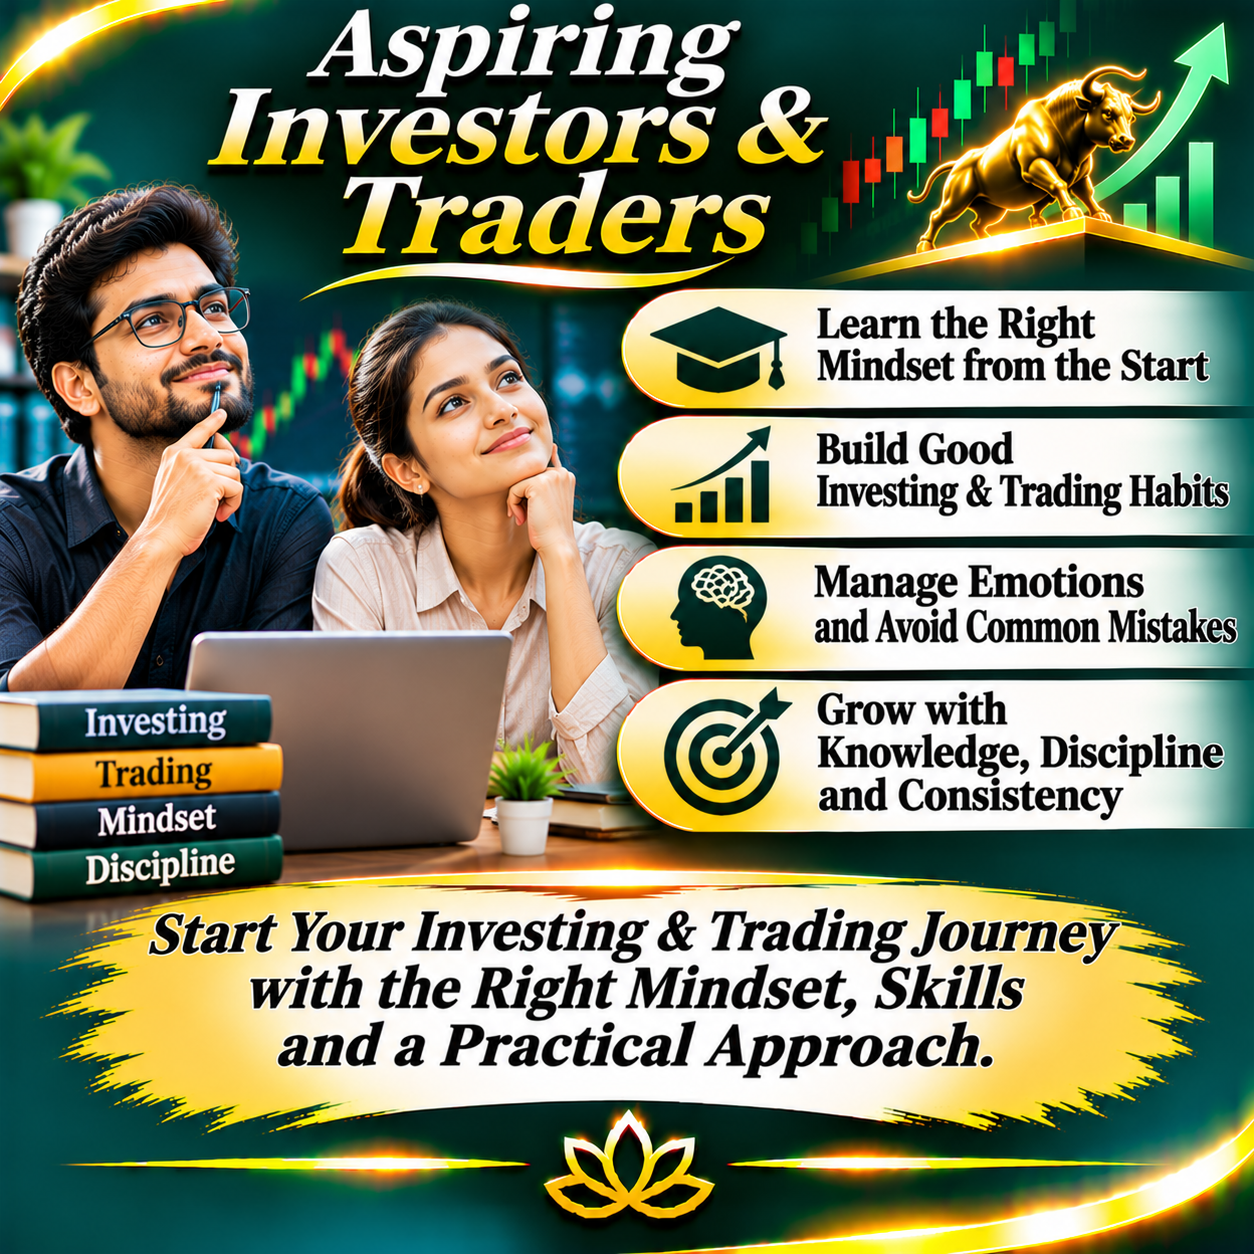 Aspiring
Investors &
Traders
Learn the Right
Mindset from the Start
Build Good
Investing & Trading Habits
Manage Emotions
and Avoid Common Mistakes
Grow with
Knowledge, Discipline
and Consistency
Investing
Trading
Mindset
Discipline
Start Your Investing & Trading Journey
with the Right Mindset, Skills
and a Practical Approach.